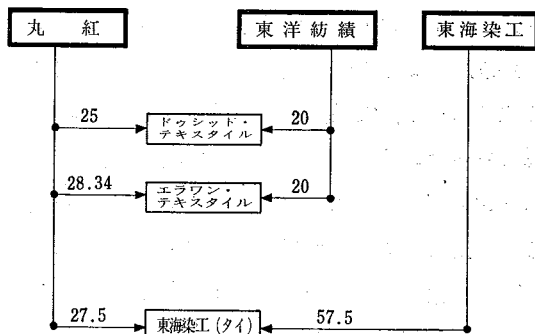 丸紅
東洋紡績
東海染工
25
ドゥシッド・
テキスタイル
20
28.34
エラワン・
テキスタイル
20
27.5
東海染工(タイ)
57.5